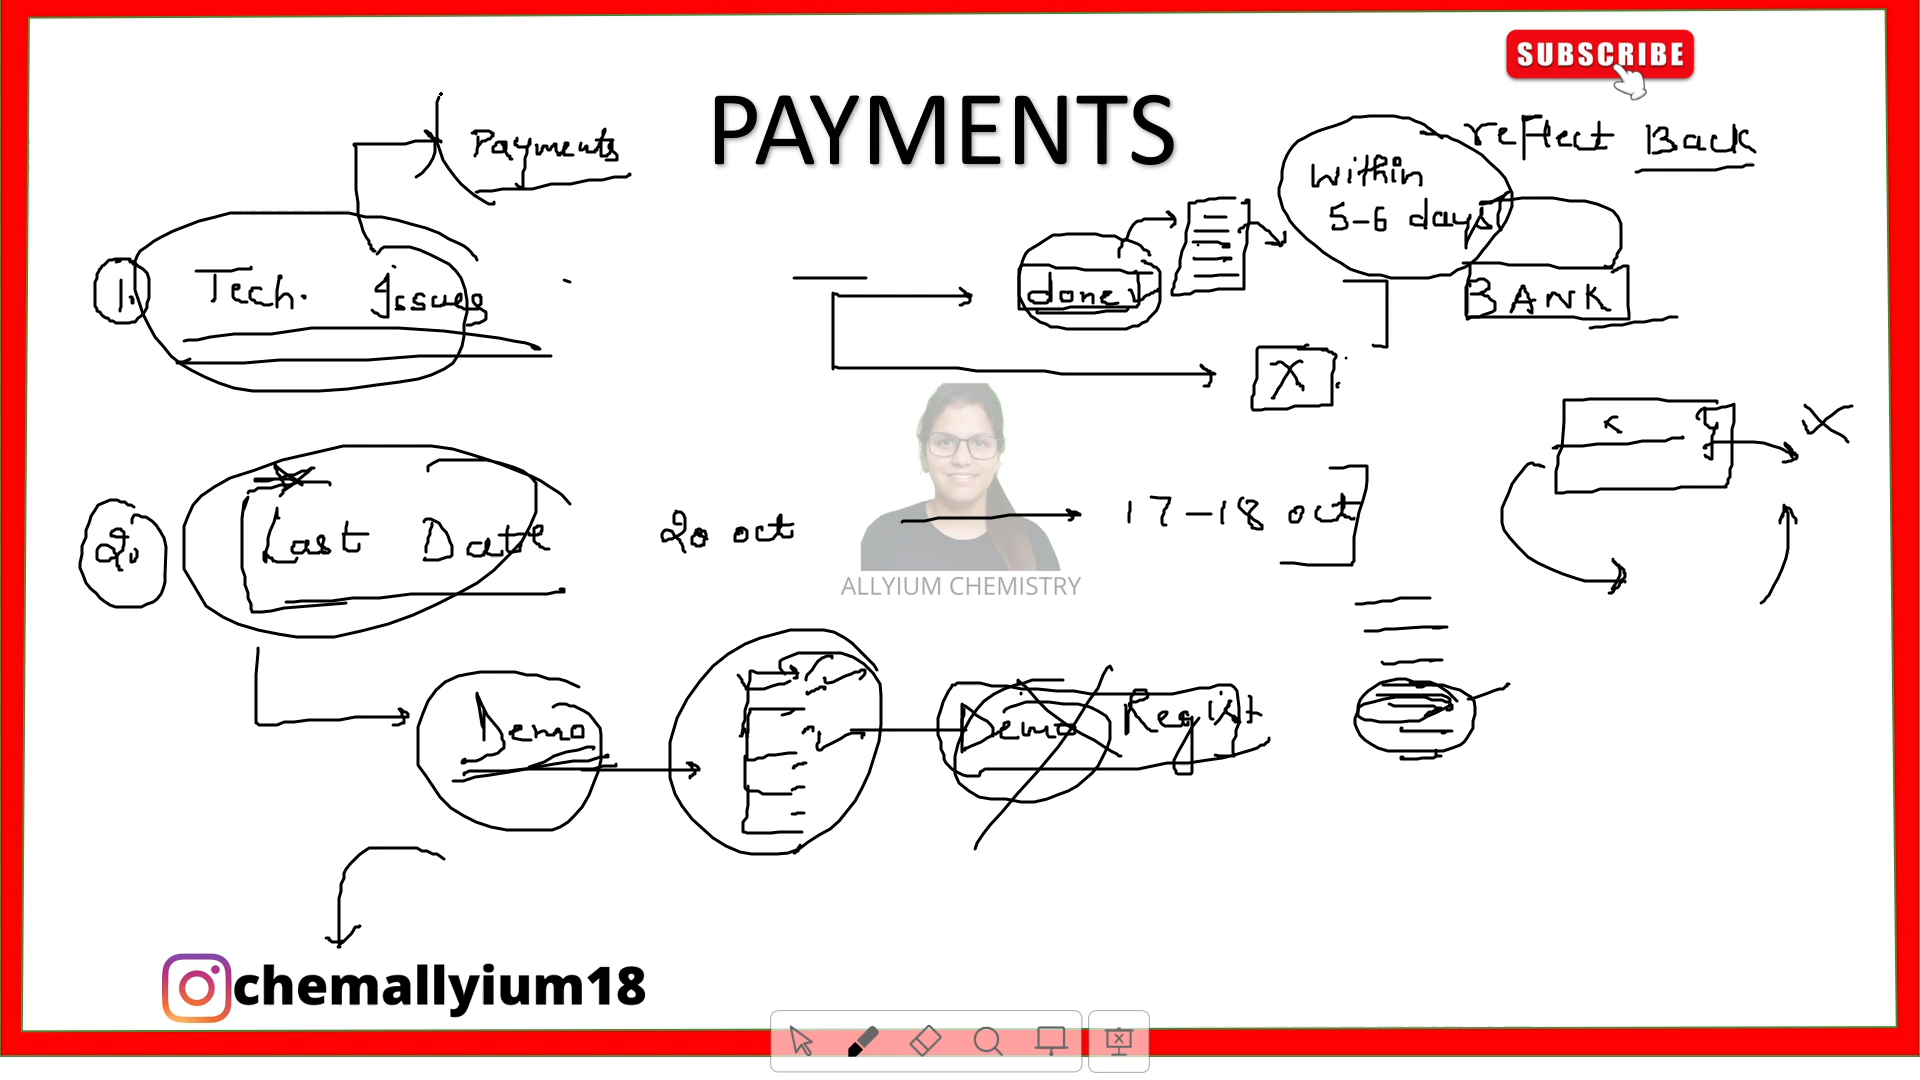 SUBSCRIBE
PAYMENTS
Payments
reflect Back
within
5-6 days
1. Tech. Issues
done
BANK
X
2. Last Date
20 oct
17-18 oct
ALLYIUM CHEMISTRY
Demo
Demo Regist
chemallyium18